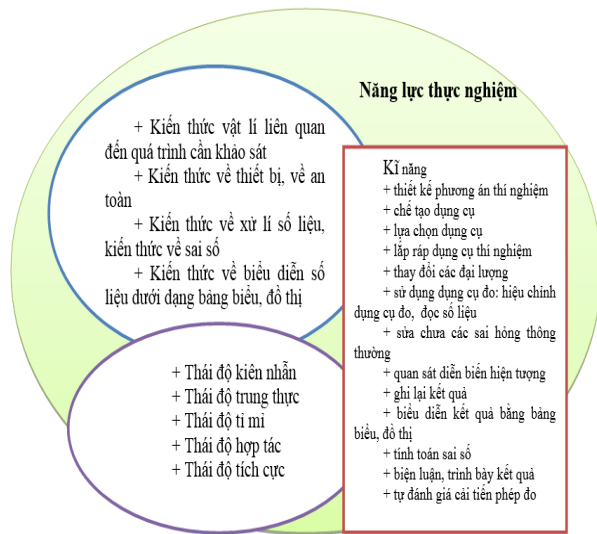 Năng lực thực nghiệm
+ Kiến thức vật lí liên quan
đến quá trình cần khảo sát
+ Kiến thức về thiết bị, về an
toàn
+ Kiến thức về xử lí số liệu,
kiến thức về sai số
+ Kiến thức về biểu diễn số
liệu dưới dạng bảng biểu, đồ thị
+ Thái độ kiên nhẫn
+ Thái độ trung thực
+ Thái độ tỉ mỉ
+ Thái độ hợp tác
+ Thái độ tích cực
Kĩ năng
+ thiết kế phương án thí nghiệm
+ chế tạo dụng cụ
+ lựa chọn dụng cụ
+ lắp ráp dụng cụ thí nghiệm
+ thay đổi các đại lượng
+ sử dụng dụng cụ đo: hiệu chỉnh
dụng cụ đo, đọc số liệu
+ sửa chưa các sai hỏng thông
thường
+ quan sát diễn biến hiện tượng
+ ghi lại kết quả
+ biểu diễn kết quả bằng bảng
biểu, đồ thị
+ tính toán sai số
+ biện luận, trình bày kết quả
+ tự đánh giá cải tiến phép đo